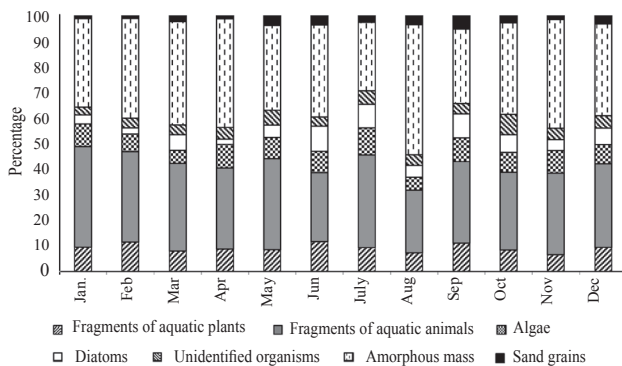 100
90
80
70
60
50
40
30
20
10
0
Percentage
Jan.
Feb
Mar
Apr
May
Jun
July
Aug
Sep
Oct
Nov
Dec
Fragments of aquatic plants Fragments of aquatic animals Algae
Diatoms Unidentified organisms Amorphous mass Sand grains